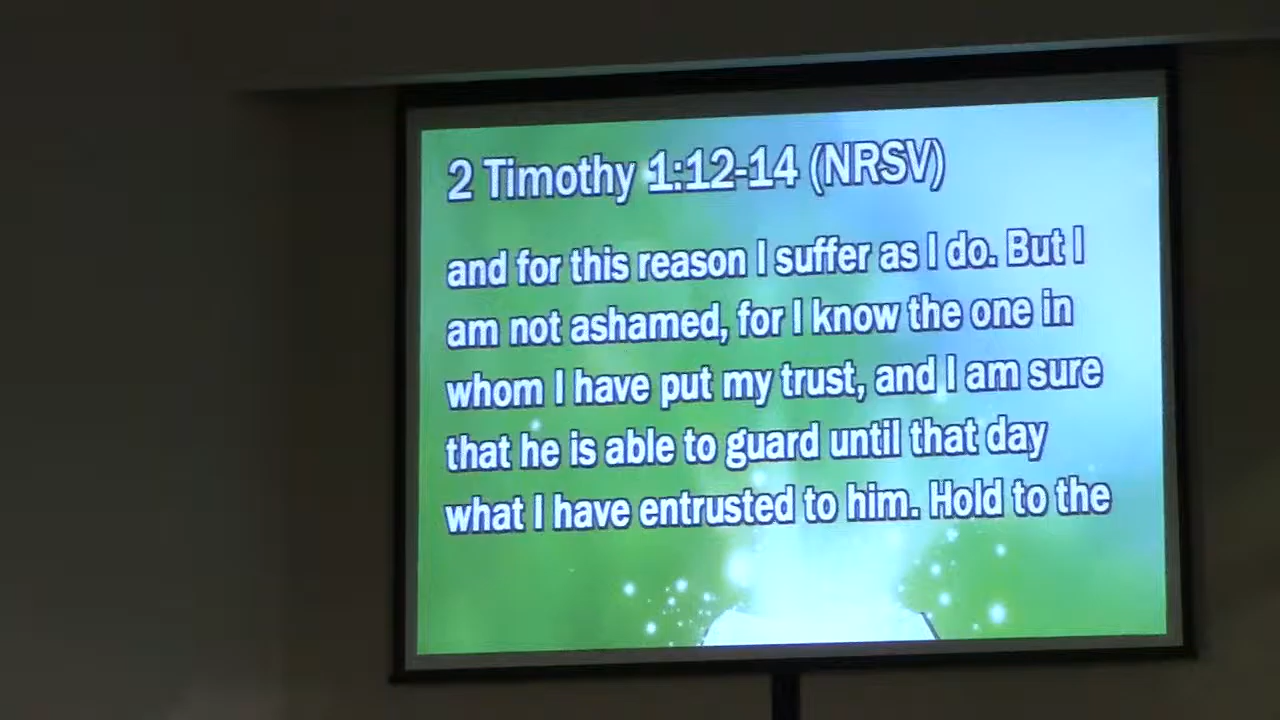 2 Timothy 1:12-14 (NRSV)
and for this reason I suffer as I do. But I
am not ashamed, for I know the one in
whom I have put my trust, and I am sure
that he is able to guard until that day
what I have entrusted to him. Hold to the